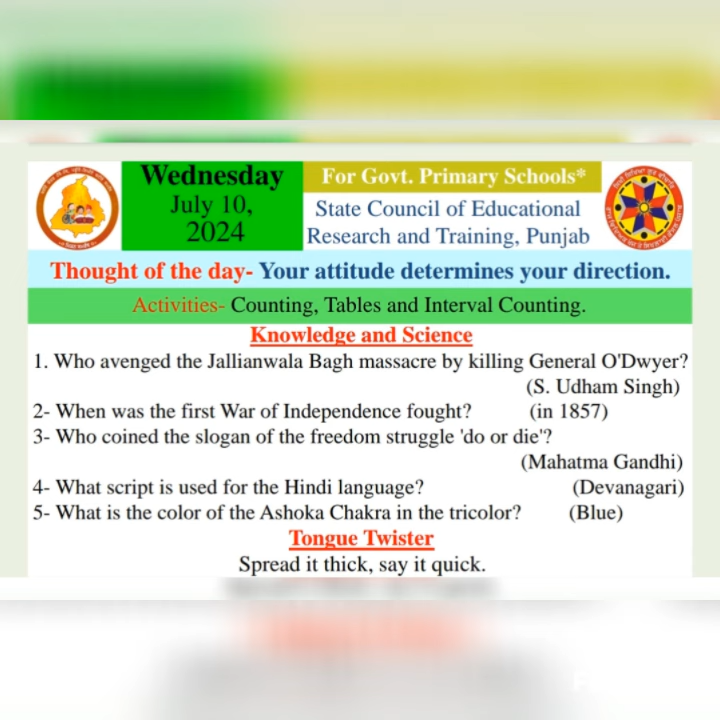 Wednesday
July 10,
2024
For Govt. Primary Schools*
State Council of Educational
Research and Training, Punjab
Thought of the day- Your attitude determines your direction.
Activities- Counting, Tables and Interval Counting.
Knowledge and Science
1. Who avenged the Jallianwala Bagh massacre by killing General O'Dwyer?
(S. Udham Singh)
2- When was the first War of Independence fought? (in 1857)
3- Who coined the slogan of the freedom struggle 'do or die'?
(Mahatma Gandhi)
4- What script is used for the Hindi language? (Devanagari)
5- What is the color of the Ashoka Chakra in the tricolor? (Blue)
Tongue Twister
Spread it thick, say it quick.